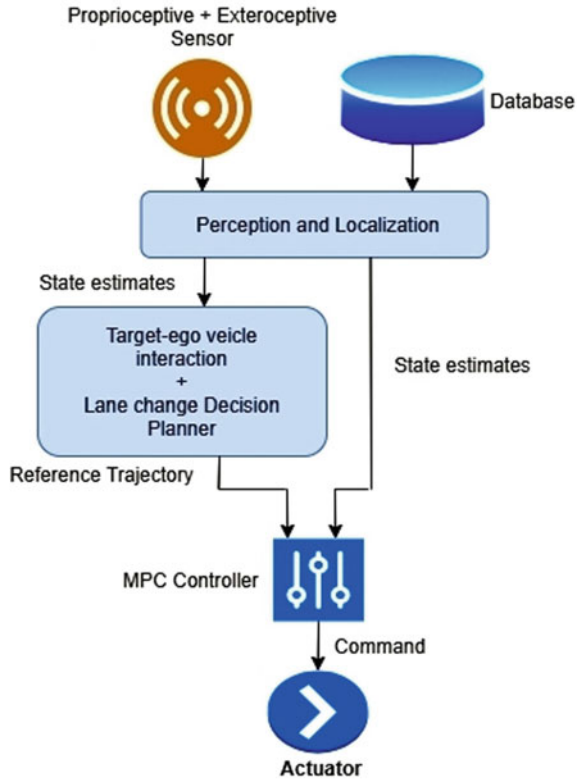 Proprioceptive + Exteroceptive
Sensor
Database
Perception and Localization
State estimates
Target-ego veicle
interaction
+
Lane change Decision
Planner
State estimates
Reference Trajectory
MPC Controller
Command
Actuator